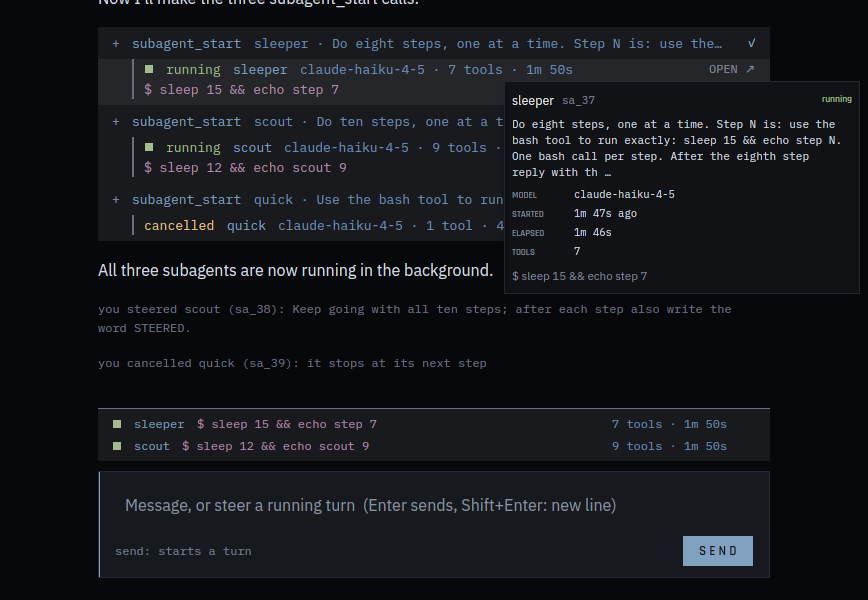 Now I'll make the three subagent_start calls.
+ subagent_start sleeper · Do eight steps, one at a time. Step N is: use the… √
running sleeper claude-haiku-4-5 · 7 tools · 1m 50s OPEN ↗
$ sleep 15 && echo step 7
+ subagent_start scout · Do ten steps, one at a t
running scout claude-haiku-4-5 · 9 tools ·
$ sleep 12 && echo scout 9
+ subagent_start quick · Use the bash tool to run
cancelled quick claude-haiku-4-5 · 1 tool · 4
sleeper sa_37 running
Do eight steps, one at a time. Step N is: use the
bash tool to run exactly: sleep 15 && echo step N.
One bash call per step. After the eighth step
reply with th …
MODEL claude-haiku-4-5
STARTED 1m 47s ago
ELAPSED 1m 46s
TOOLS 7
$ sleep 15 && echo step 7
All three subagents are now running in the background.
you steered scout (sa_38): Keep going with all ten steps; after each step also write the
word STEERED.
you cancelled quick (sa_39): it stops at its next step
sleeper $ sleep 15 && echo step 7 7 tools · 1m 50s
scout $ sleep 12 && echo scout 9 9 tools · 1m 50s
Message, or steer a running turn (Enter sends, Shift+Enter: new line)
send: starts a turn
SEND